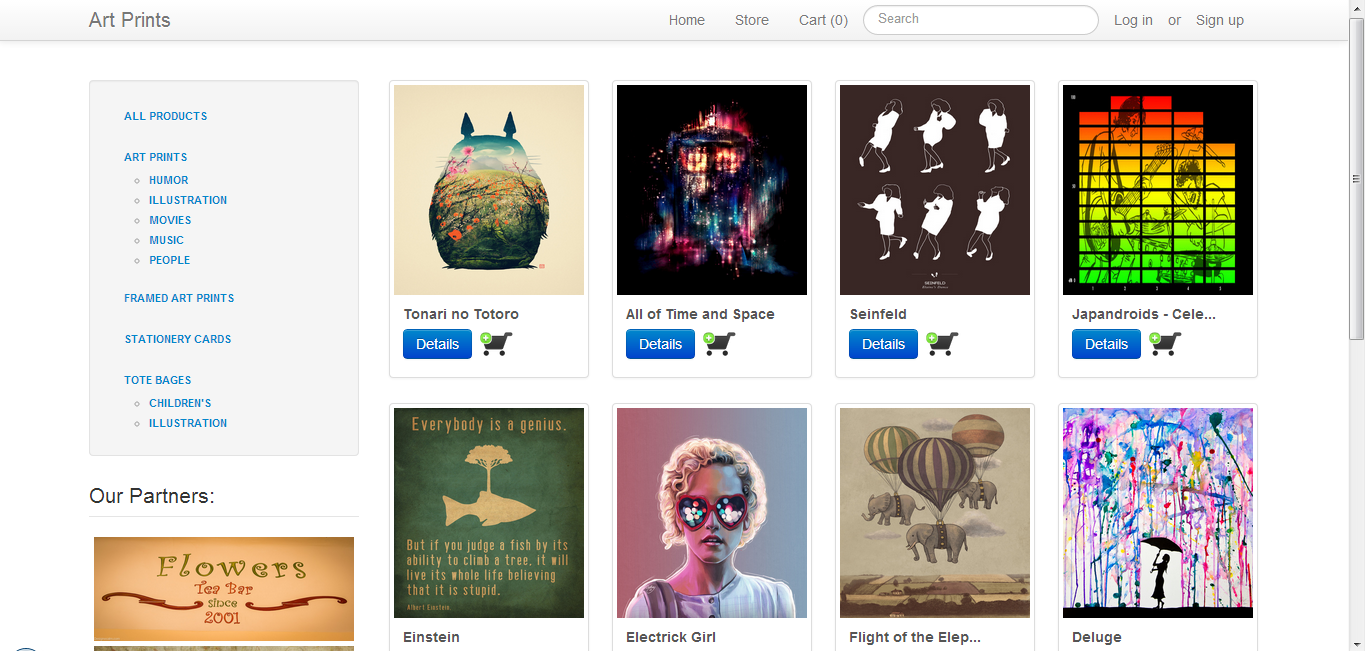 Art Prints
Home Store Cart (0) Search Log in or Sign up
ALL PRODUCTS
ART PRINTS
HUMOR
ILLUSTRATION
MOVIES
MUSIC
PEOPLE
FRAMED ART PRINTS
STATIONERY CARDS
TOTE BAGES
CHILDREN'S
ILLUSTRATION
Our Partners:
Flowers
Tea Bar
since
2001
SEINFELD
Tonari no Totoro
Details
All of Time and Space
Details
Seinfeld
Details
Japandroids - Cele...
Details
Everybody is a genius.
But if you judge a fish by its
ability to climb a tree, it will
live its whole life believing
that it is stupid.
Albert Einstein
Einstein
Electrick Girl
Flight of the Elep...
Deluge